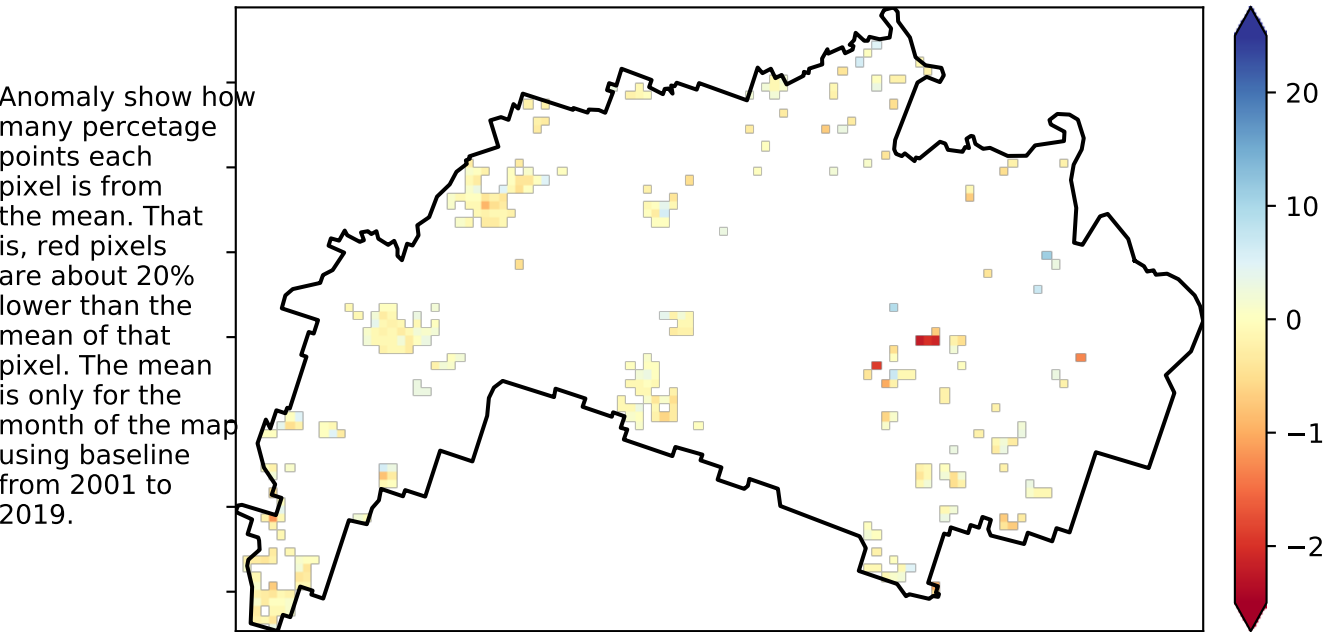 Anomaly show how
many percetage
points each
pixel is from
the mean. That
is, red pixels
are about 20%
lower than the
mean of that
pixel. The mean
is only for the
month of the map
using baseline
from 2001 to
2019.
20
10
0
−1
−2